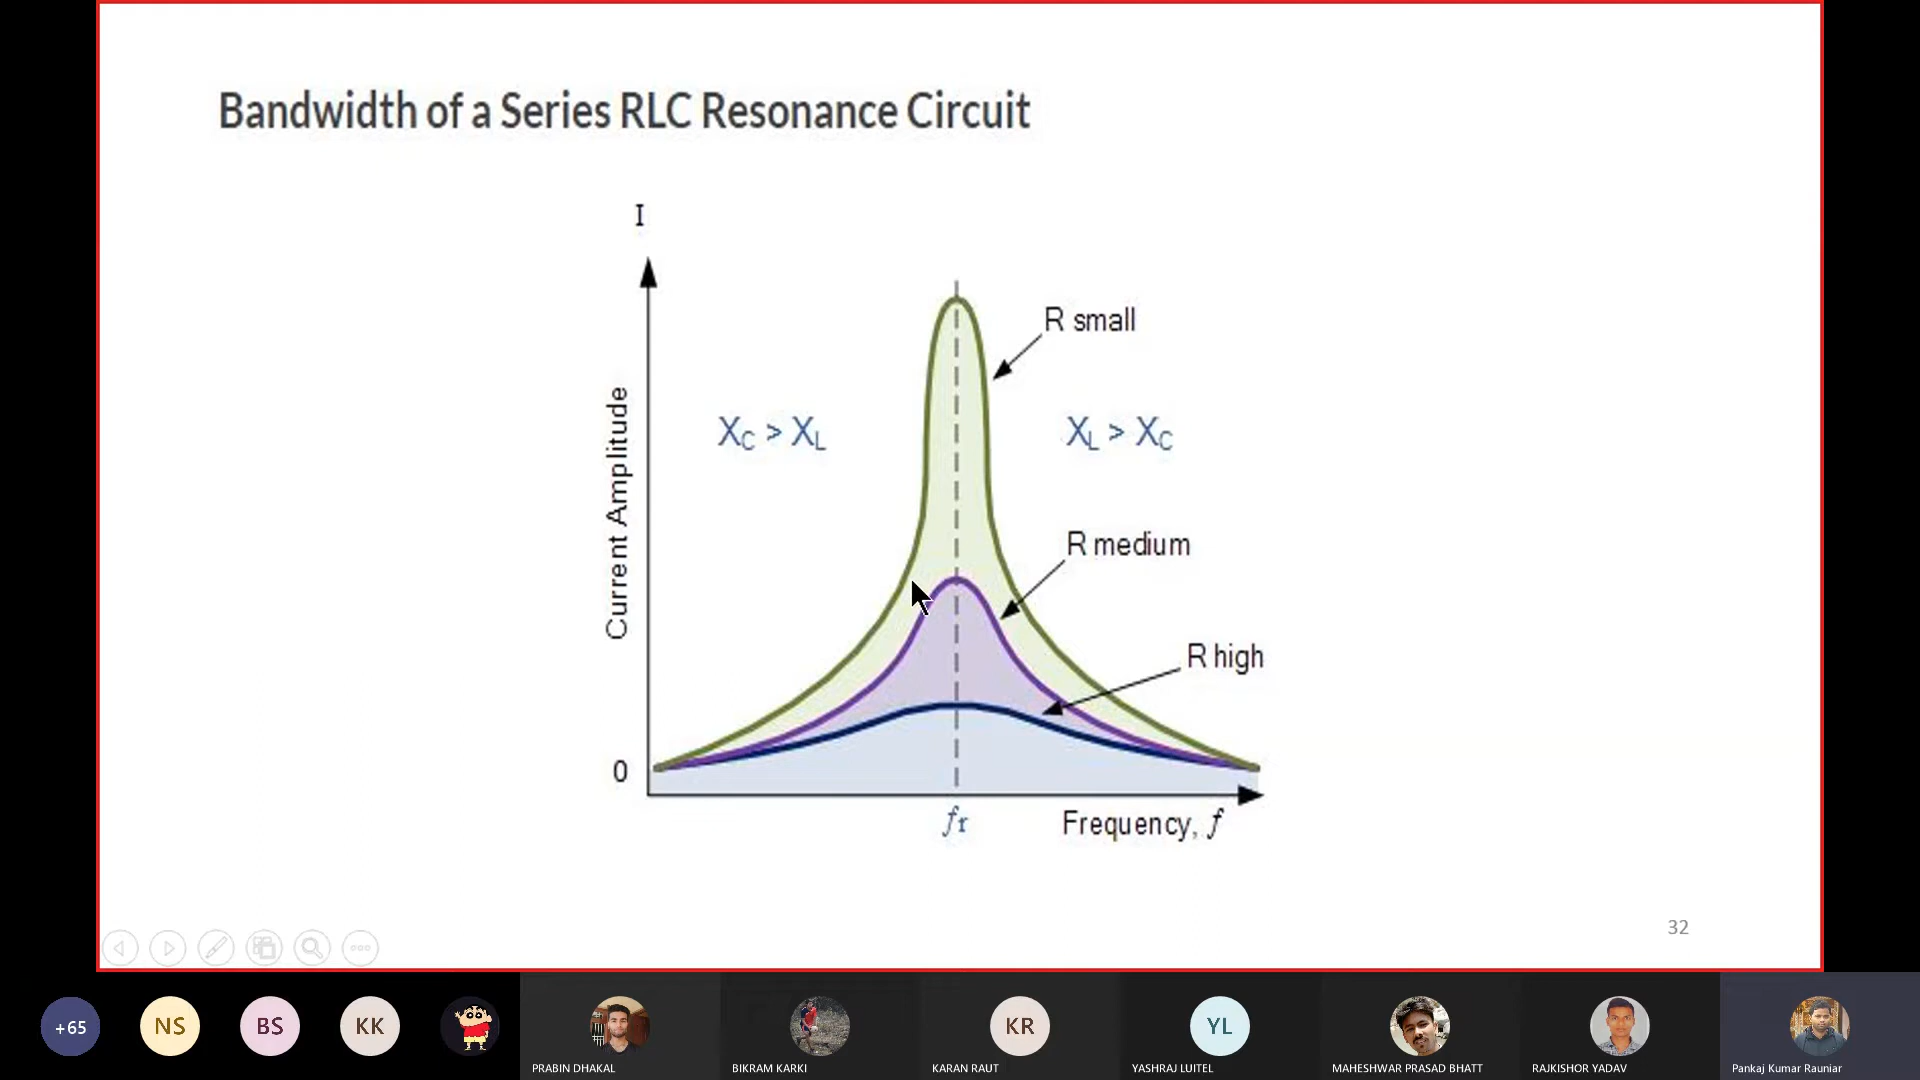 Bandwidth of a Series RLC Resonance Circuit
I
R small
XC > XL
XL > XC
Current Amplitude
R medium
R high
0
fr
Frequency, f
32
+65
NS
BS
KK
KR
YL
PRABIN DHAKAL
BIKRAM KARKI
KARAN RAUT
YASHRAJ LUITEL
MAHESHWAR PRASAD BHATT
RAJKISHOR YADAV
Pankaj Kumar Rauniar